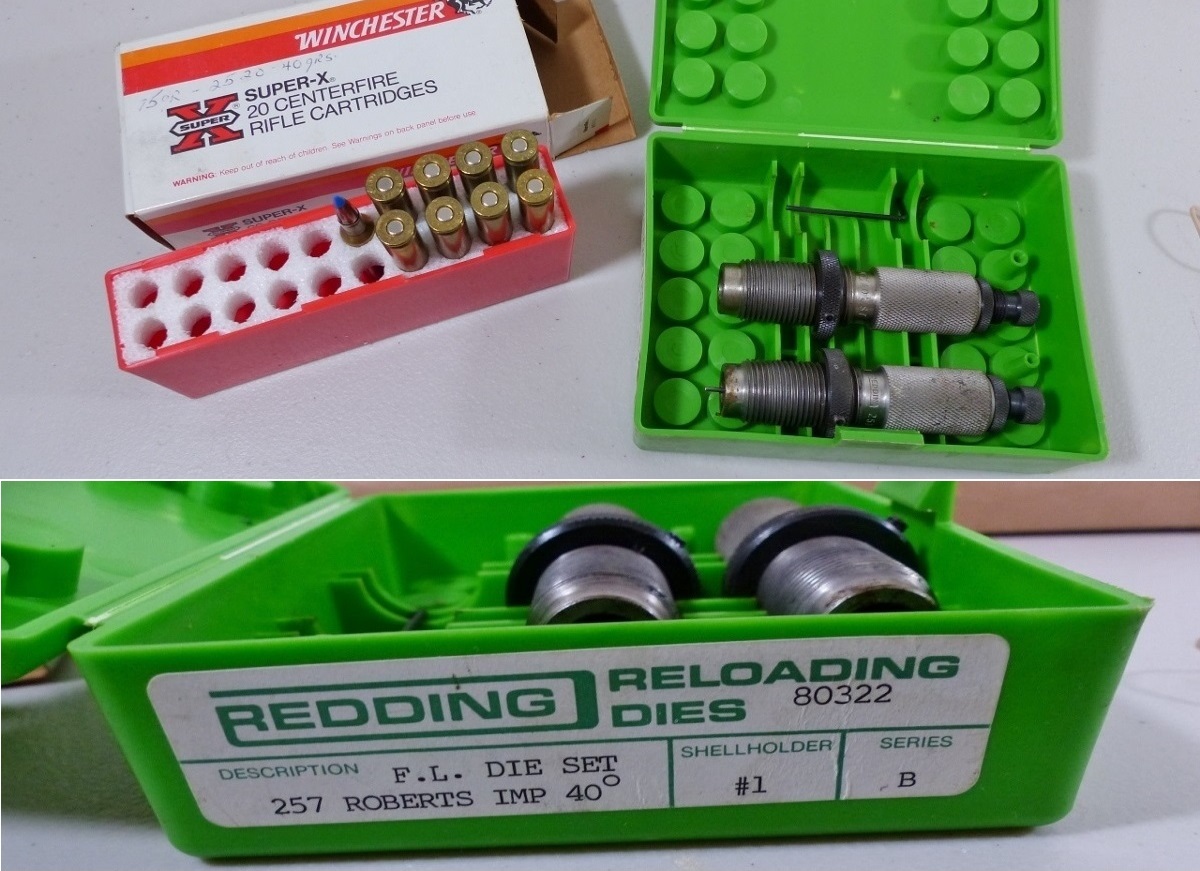 WINCHESTER
SUPER-X®
20 CENTERFIRE
RIFLE CARTRIDGES
X SUPER
WARNING: Keep out of reach of children. See Warnings on back panel before use.
SUPER-X
REDDING RELOADING
DIES 80322
DESCRIPTION F.L. DIE SET
257 ROBERTS IMP 40°
SHELLHOLDER
#1
SERIES
B